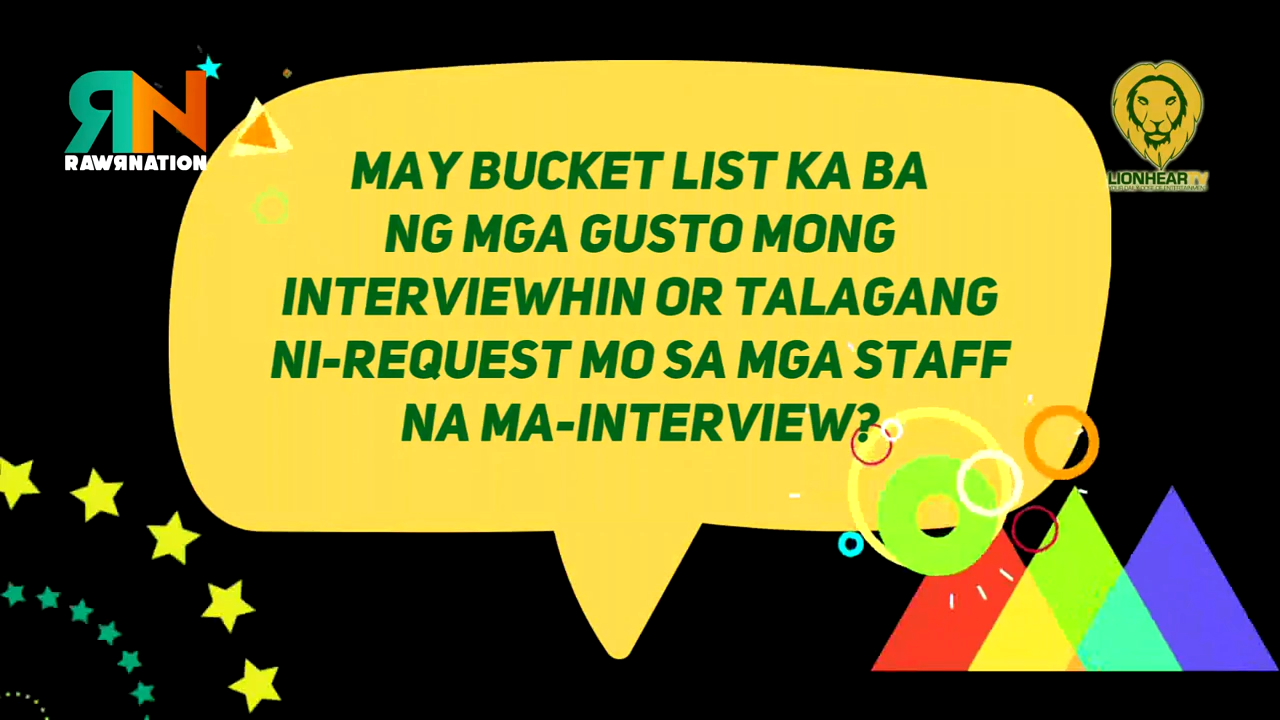 RN
RAWRNATION
LIONHEARTV
MAY BUCKET LIST KA BA
NG MGA GUSTO MONG
INTERVIEWHIN OR TALAGANG
NI-REQUEST MO SA MGA STAFF
NA MA-INTERVIEW?